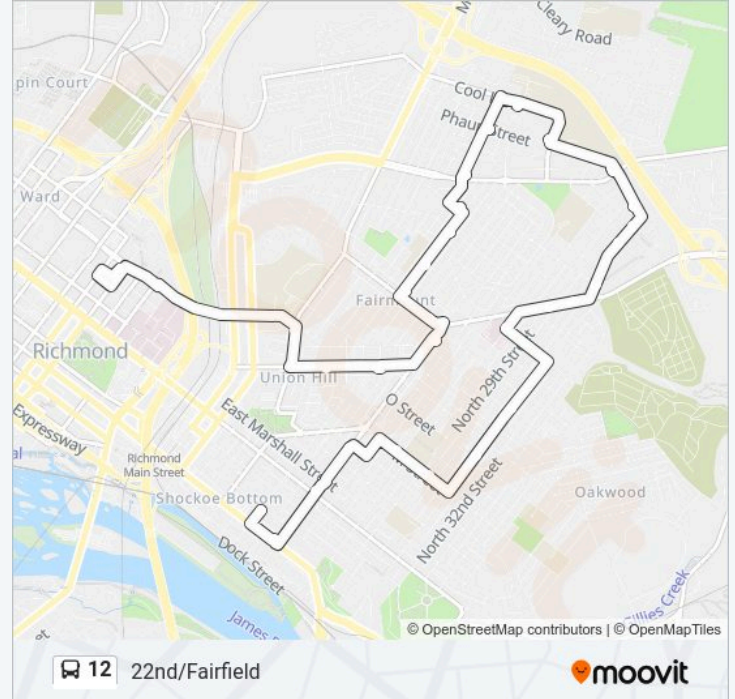 Cleary Road
pin Court
Cool
Phaup Street
Ward
Fairmount
Richmond
Union Hill
North 29th Street
O Street
East Marshall Street
Expressway
Richmond
Main Street
Shockoe Bottom
North 32nd Street
Oakwood
Dock Street
James
illies Creek
© OpenStreetMap contributors | © OpenMapTiles
12 22nd/Fairfield
moovit